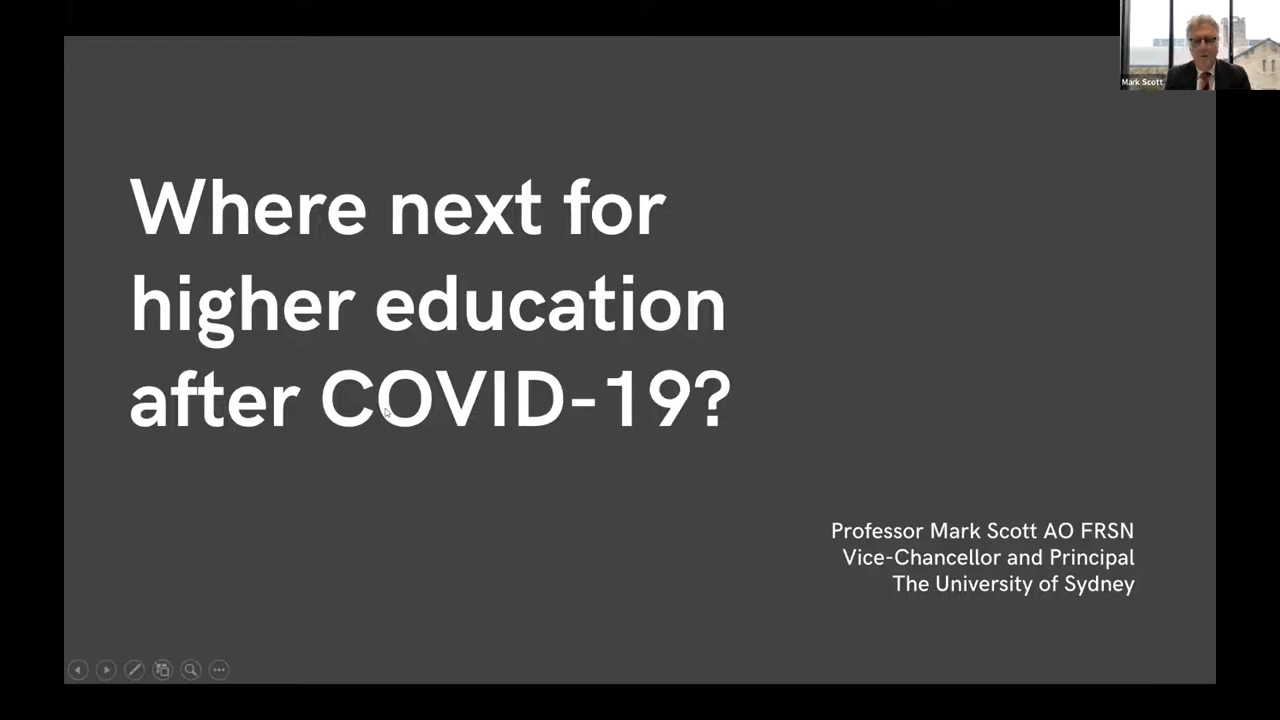 Mark Scott
Where next for
higher education
after COVID-19?
Professor Mark Scott AO FRSN
Vice-Chancellor and Principal
The University of Sydney